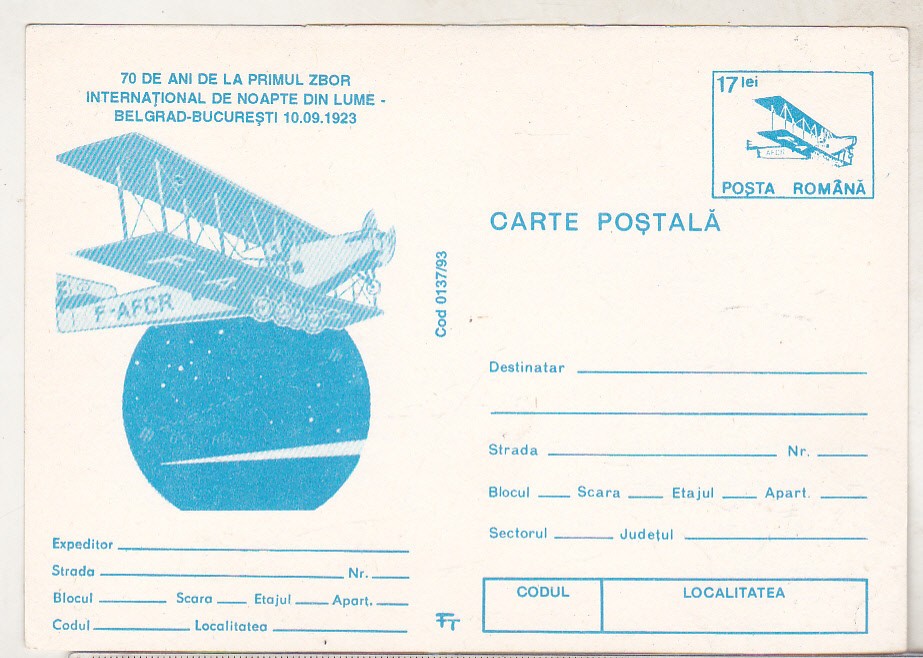 70 DE ANI DE LA PRIMUL ZBOR
INTERNAȚIONAL DE NOAPTE DIN LUME -
BELGRAD-BUCUREȘTI 10.09.1923
F-AFCR
Expeditor
Strada Nr.
Blocul Scara Etajul Apart.
Codul Localitatea
Cod 0137/93
17 lei
AFCR
POȘTA ROMÂNĂ
CARTE POȘTALĂ
Destinatar
Strada Nr.
Blocul Scara Etajul Apart.
Sectorul Județul
CODUL LOCALITATEA